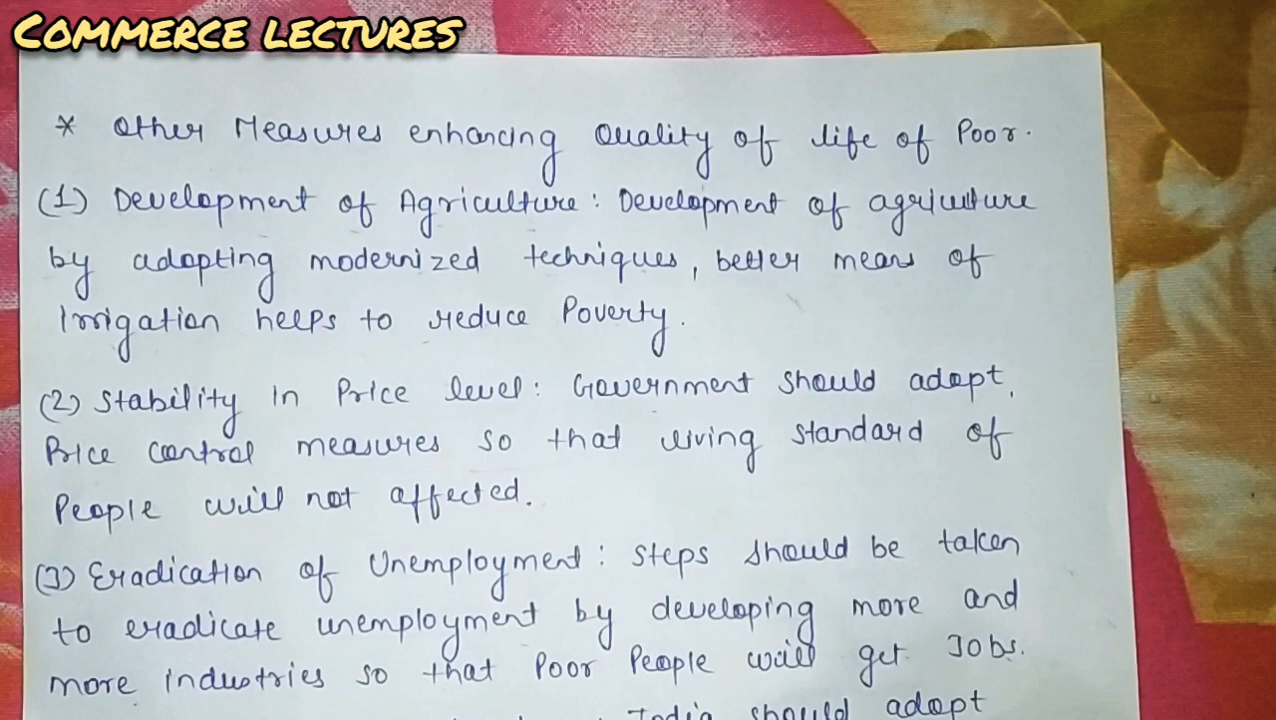 COMMERCE LECTURES
* Other Measures enhancing Quality of life of Poor.
(1) Development of Agriculture : Development of agriculture
by adopting modernized techniques, better means of
Irrigation helps to reduce Poverty.
(2) Stability in Price level : Government should adopt.
Price control measures so that living standard of
People will not affected.
(3) Eradication of Unemployment : Steps should be taken
to eradicate unemployment by developing more and
more industries so that Poor People will get Jobs.
India should adopt